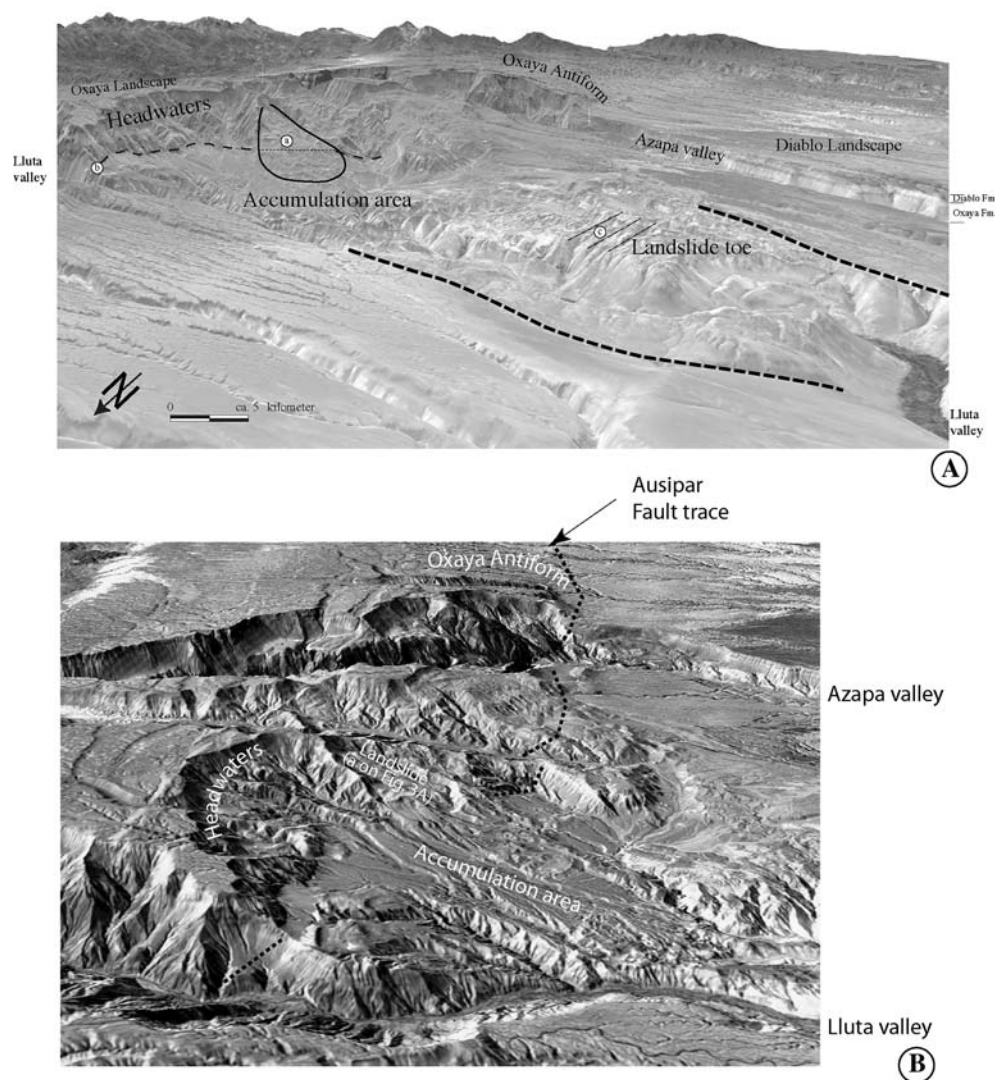 Oxaya Landscape
Headwaters
Oxaya Antiform
Azapa valley
Diablo Landscape
Lluta
valley
a
b
Accumulation area
Diablo Fm
Oxaya Fm
c
Landslide toe
N
0 ca. 5 kilometer
Lluta
valley
A
Ausipar
Fault trace
Oxaya Antiform
Azapa valley
Headwaters
Landslide
(a on Fig. 3A)
Accumulation area
Lluta valley
B